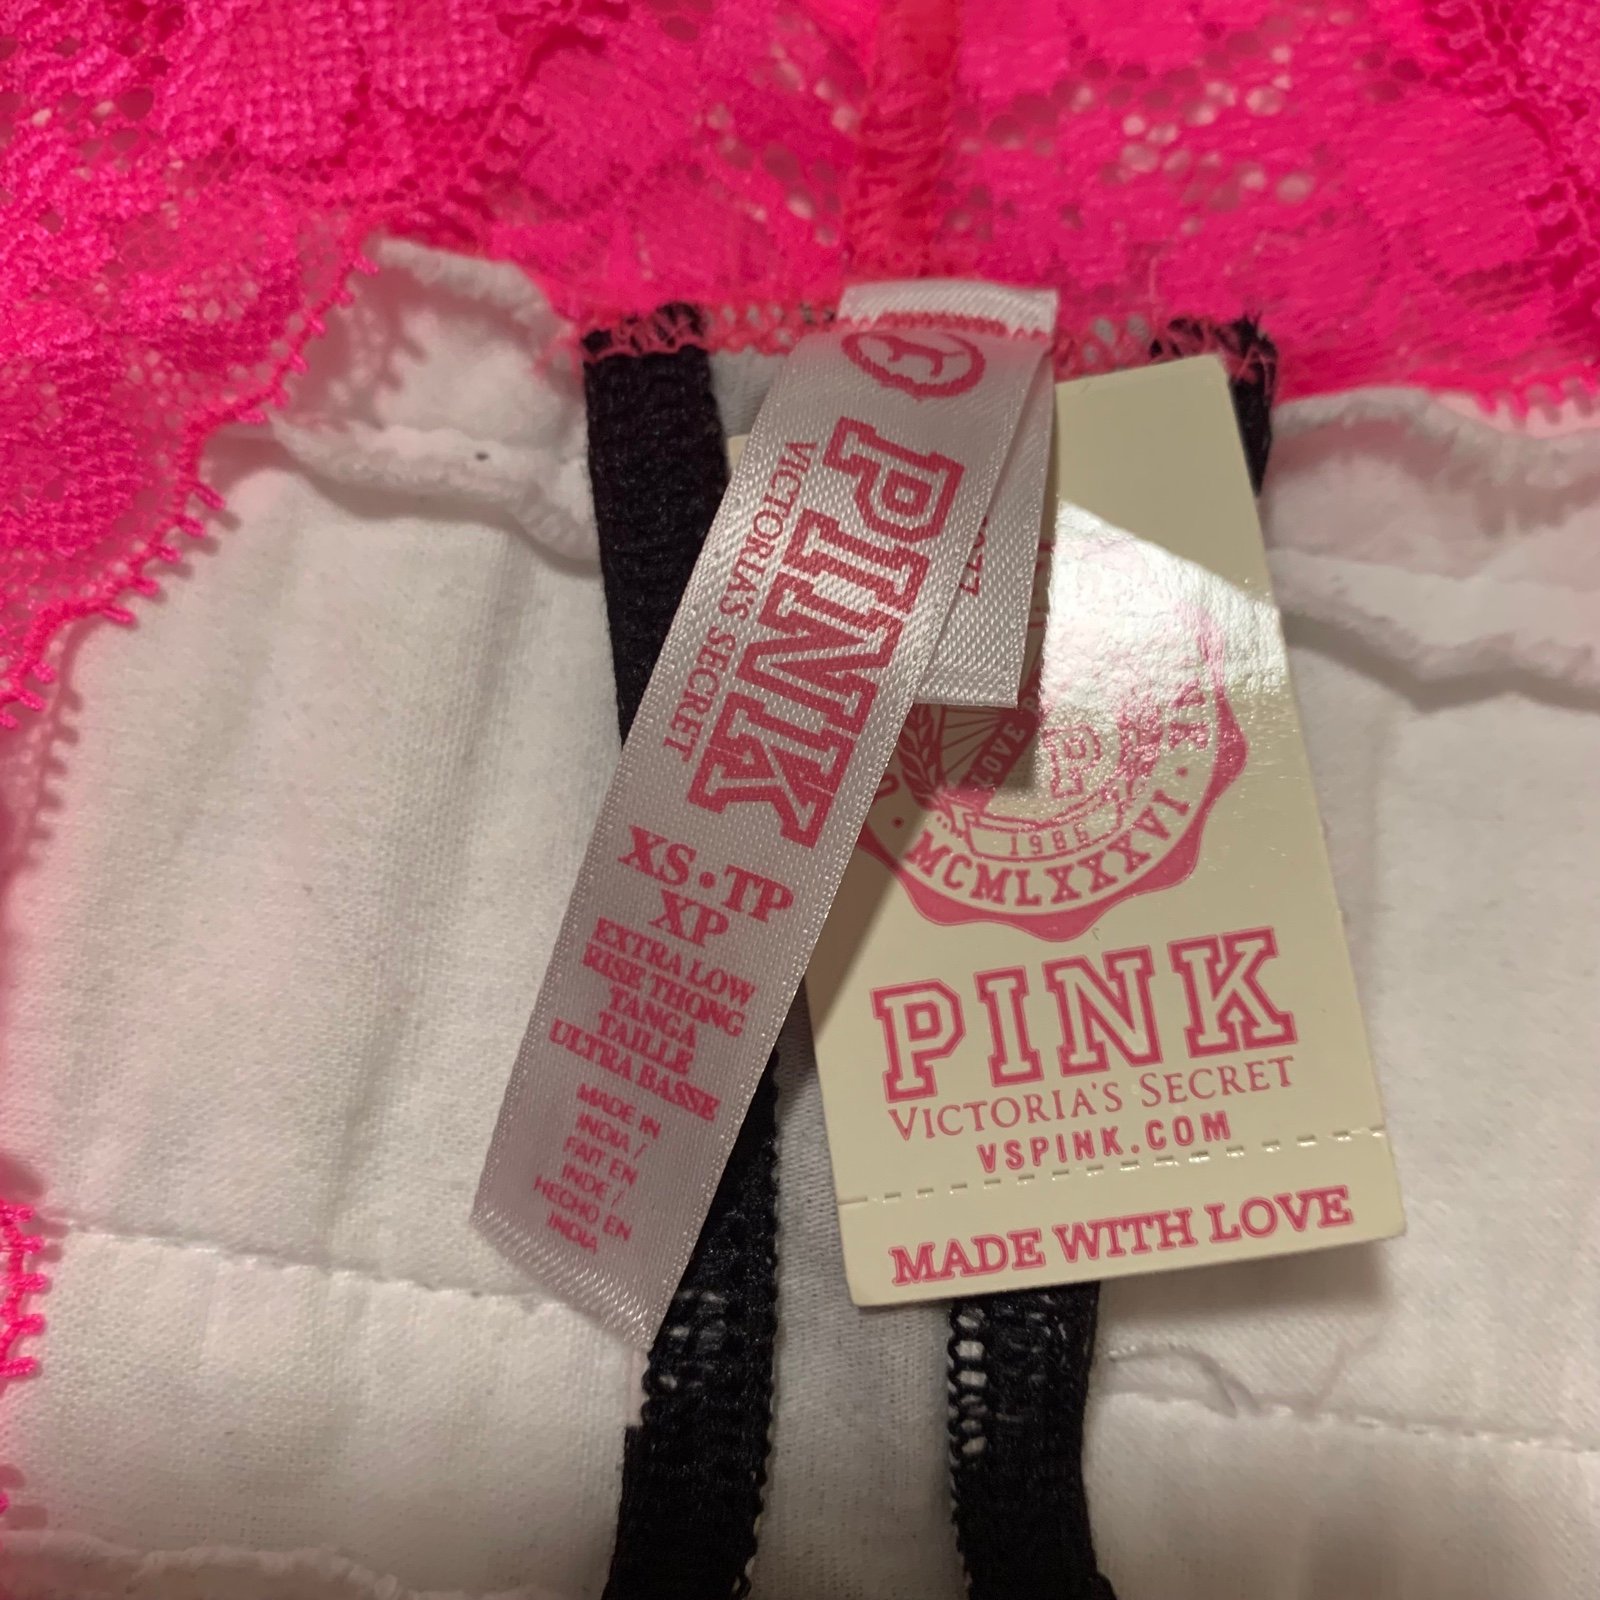 PINK
VICTORIA'S SECRET
XS • TP
XP
EXTRA LOW
RISE THONG
TANGA
TAILLE
ULTRA BASSE
MADE IN
INDIA /
FAIT EN
INDE /
HECHO EN
INDIA
LOVE
P
1986
• MCMLXXXVI •
PINK
VICTORIA'S SECRET
VSPINK.COM
MADE WITH LOVE